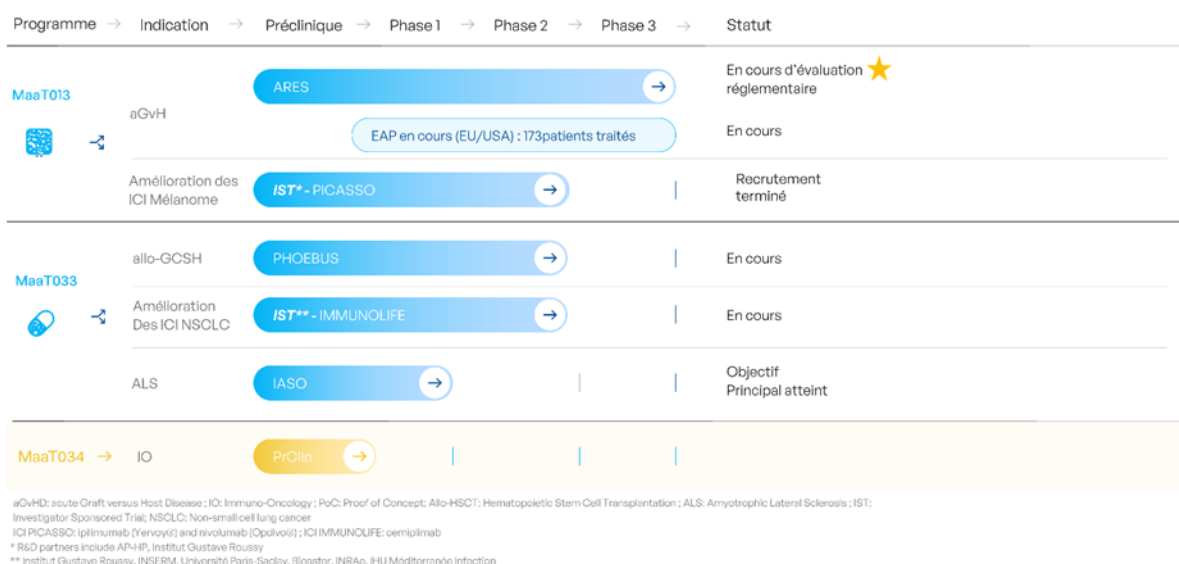 Programme → Indication → Préclinique → Phase 1 → Phase 2 → Phase 3 → Statut
MaaT013
aGvH
ARES
En cours d'évaluation
réglementaire
EAP en cours (EU/USA) : 173patients traités
En cours
Amélioration des
ICI Mélanome
IST* - PICASSO
Recrutement
terminé
MaaT033
allo-GCSH
PHOEBUS
En cours
Amélioration
Des ICI NSCLC
IST** - IMMUNOLIFE
En cours
ALS
IASO
Objectif
Principal atteint
MaaT034 → IO
PrClin
aGvHD: acute Graft versus Host Disease ; IO: Immuno-Oncology ; PoC: Proof of Concept; Allo-HSCT: Hematopoietic Stem Cell Transplantation ; ALS: Amyotrophic Lateral Sclerosis ; IST:
Investigator Sponsored Trial; NSCLC: Non-small cell lung cancer
ICI PICASSO: Ipilimumab (Yervoy®) and nivolumab (Opdivo®) ; ICI IMMUNOLIFE: cemiplimab
* R&D partners include AP-HP, Institut Gustave Roussy
** Institut Gustave Roussy, INSERM, Université Paris-Saclay, Bioaster, INRAe, IHU Méditerranée Infection